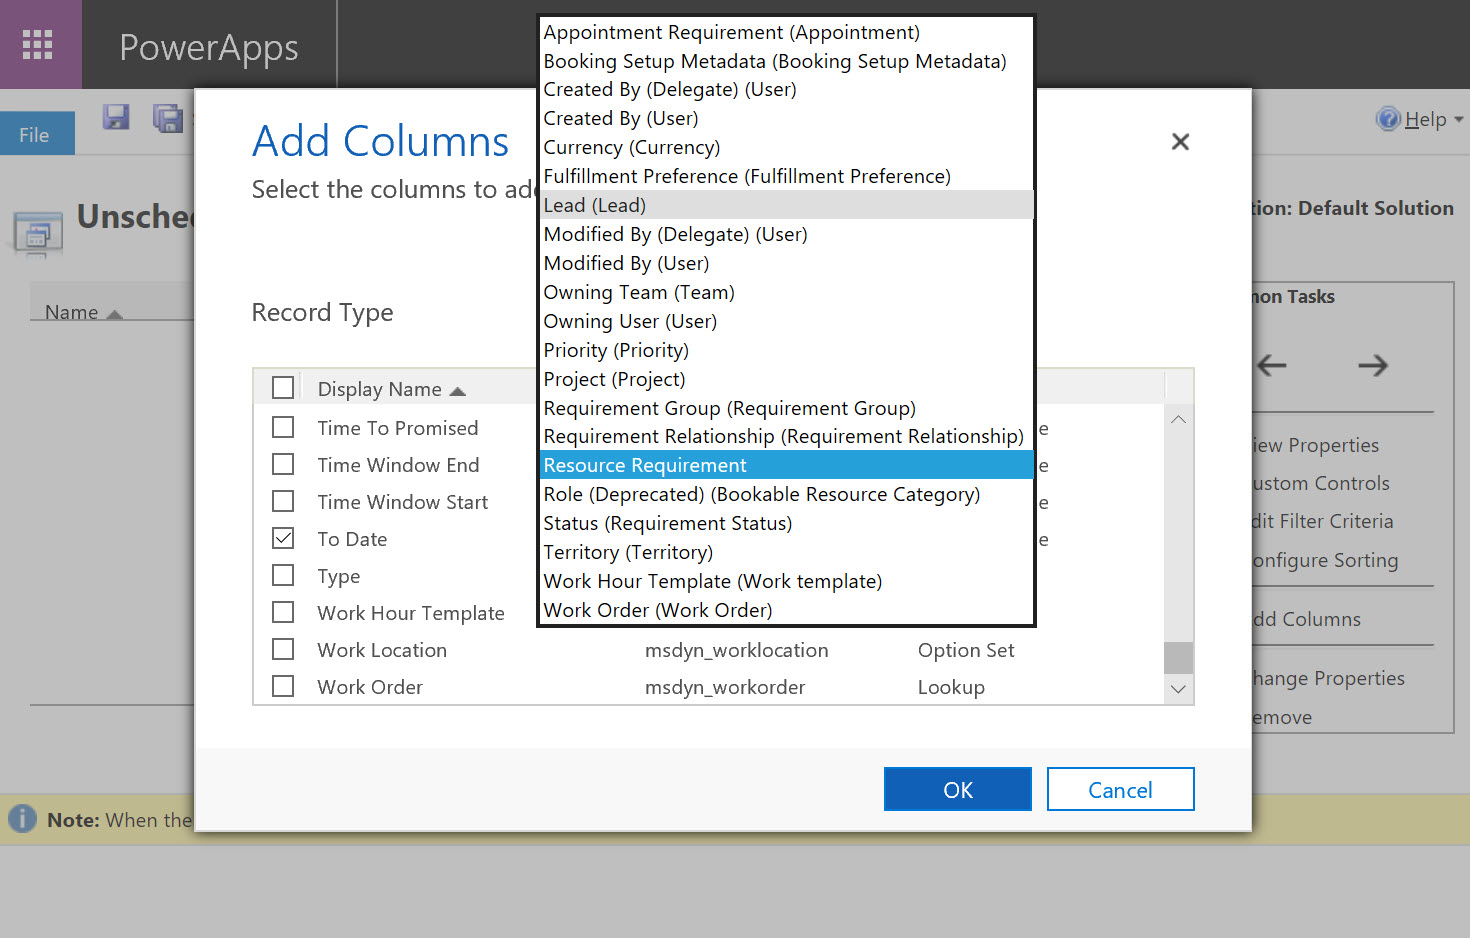 PowerApps
File
Help
Unsche
tion: Default Solution
Name
non Tasks
iew Properties
ustom Controls
dit Filter Criteria
onfigure Sorting
dd Columns
hange Properties
emove
Note: When the
Add Columns
Select the columns to add
Record Type
Appointment Requirement (Appointment)
Booking Setup Metadata (Booking Setup Metadata)
Created By (Delegate) (User)
Created By (User)
Currency (Currency)
Fulfillment Preference (Fulfillment Preference)
Lead (Lead)
Modified By (Delegate) (User)
Modified By (User)
Owning Team (Team)
Owning User (User)
Priority (Priority)
Project (Project)
Requirement Group (Requirement Group)
Requirement Relationship (Requirement Relationship)
Resource Requirement
Role (Deprecated) (Bookable Resource Category)
Status (Requirement Status)
Territory (Territory)
Work Hour Template (Work template)
Work Order (Work Order)
Display Name
Time To Promised e
Time Window End e
Time Window Start e
To Date e
Type
Work Hour Template
Work Location msdyn_worklocation Option Set
Work Order msdyn_workorder Lookup
OK
Cancel